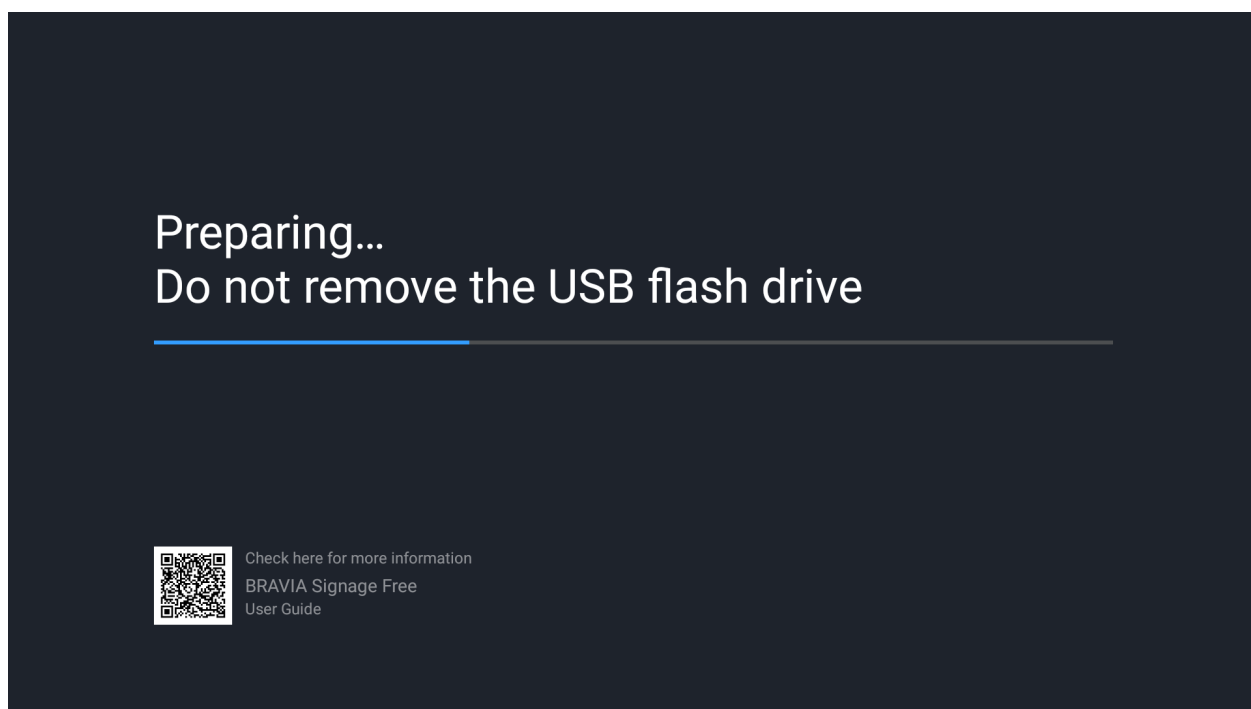 Preparing…
Do not remove the USB flash drive
Check here for more information
BRAVIA Signage Free
User Guide